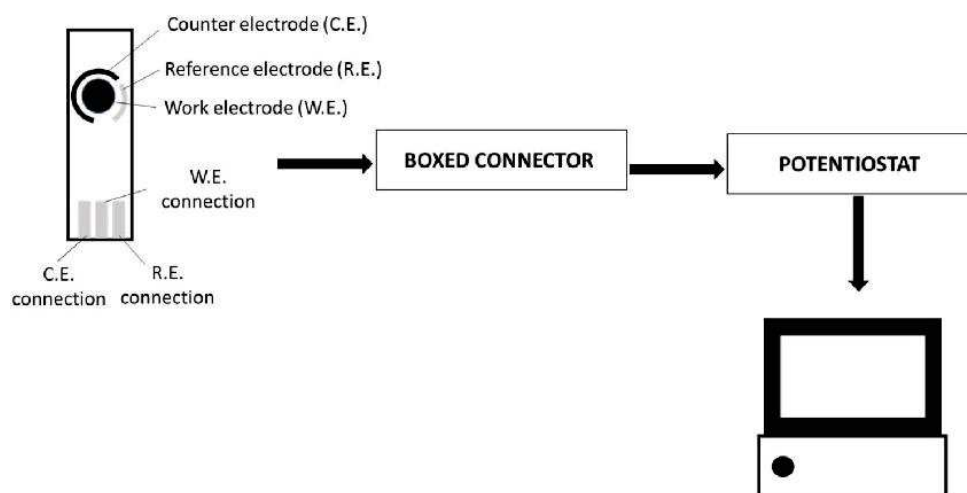 Counter electrode (C.E.)
Reference electrode (R.E.)
Work electrode (W.E.)
W.E.
connection
C.E.
connection
R.E.
connection
BOXED CONNECTOR
POTENTIOSTAT